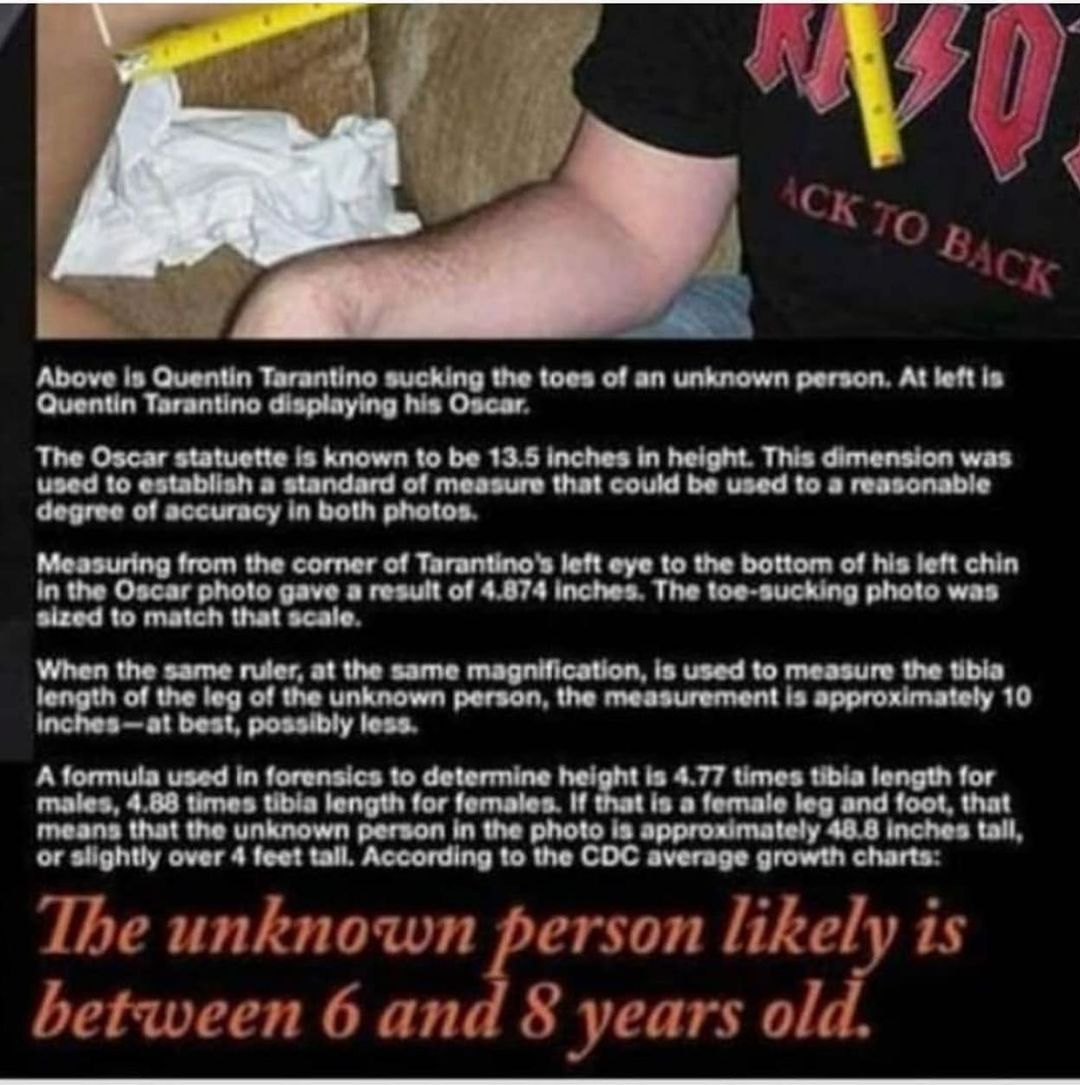 ACK TO BACK
Above is Quentin Tarantino sucking the toes of an unknown person. At left is
Quentin Tarantino displaying his Oscar.
The Oscar statuette is known to be 13.5 inches in height. This dimension was
used to establish a standard of measure that could be used to a reasonable
degree of accuracy in both photos.
Measuring from the corner of Tarantino's left eye to the bottom of his left chin
in the Oscar photo gave a result of 4.874 inches. The toe-sucking photo was
sized to match that scale.
When the same ruler, at the same magnification, is used to measure the tibia
length of the leg of the unknown person, the measurement is approximately 10
inches—at best, possibly less.
A formula used in forensics to determine height is 4.77 times tibia length for
males, 4.88 times tibia length for females. If that is a female leg and foot, that
means that the unknown person in the photo is approximately 48.8 inches tall,
or slightly over 4 feet tall. According to the CDC average growth charts:
The unknown person likely is
between 6 and 8 years old.